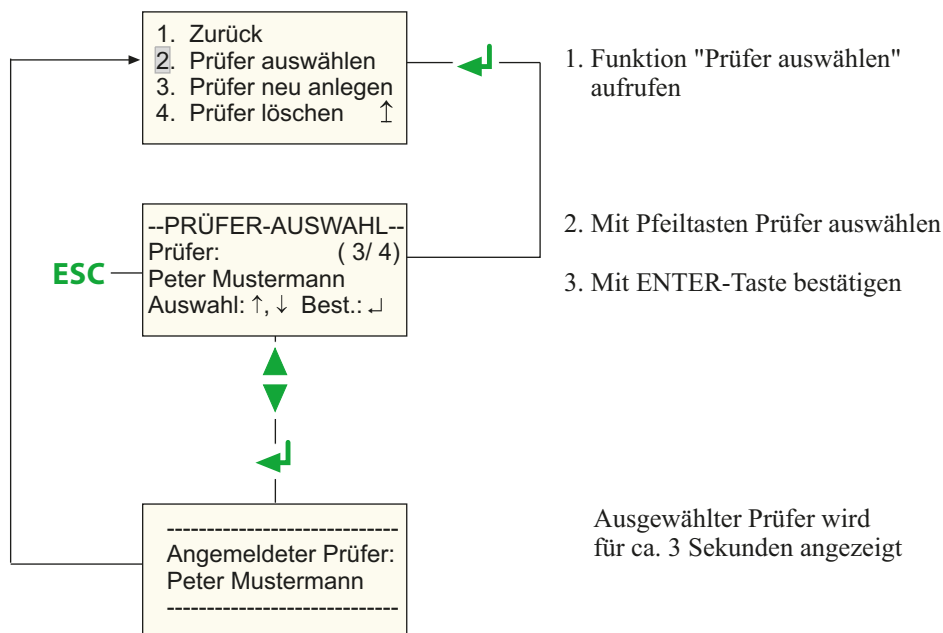 1. Zurück
2. Prüfer auswählen
3. Prüfer neu anlegen
4. Prüfer löschen ↑
1. Funktion "Prüfer auswählen"
aufrufen
--PRÜFER-AUSWAHL--
Prüfer: ( 3/ 4)
Peter Mustermann
Auswahl: ↑, ↓ Best.: ↵
ESC
2. Mit Pfeiltasten Prüfer auswählen
3. Mit ENTER-Taste bestätigen
-----------------------------
Angemeldeter Prüfer:
Peter Mustermann
-----------------------------
Ausgewählter Prüfer wird
für ca. 3 Sekunden angezeigt